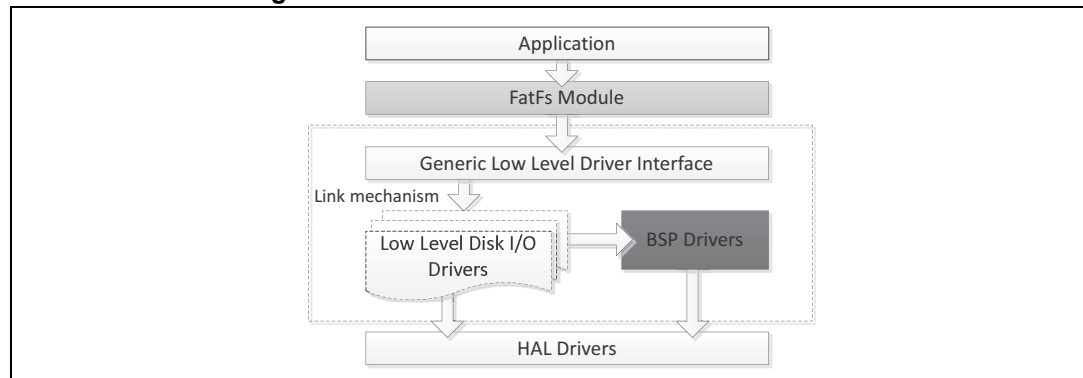 Application
FatFs Module
Generic Low Level Driver Interface
Link mechanism
Low Level Disk I/O
Drivers
BSP Drivers
HAL Drivers